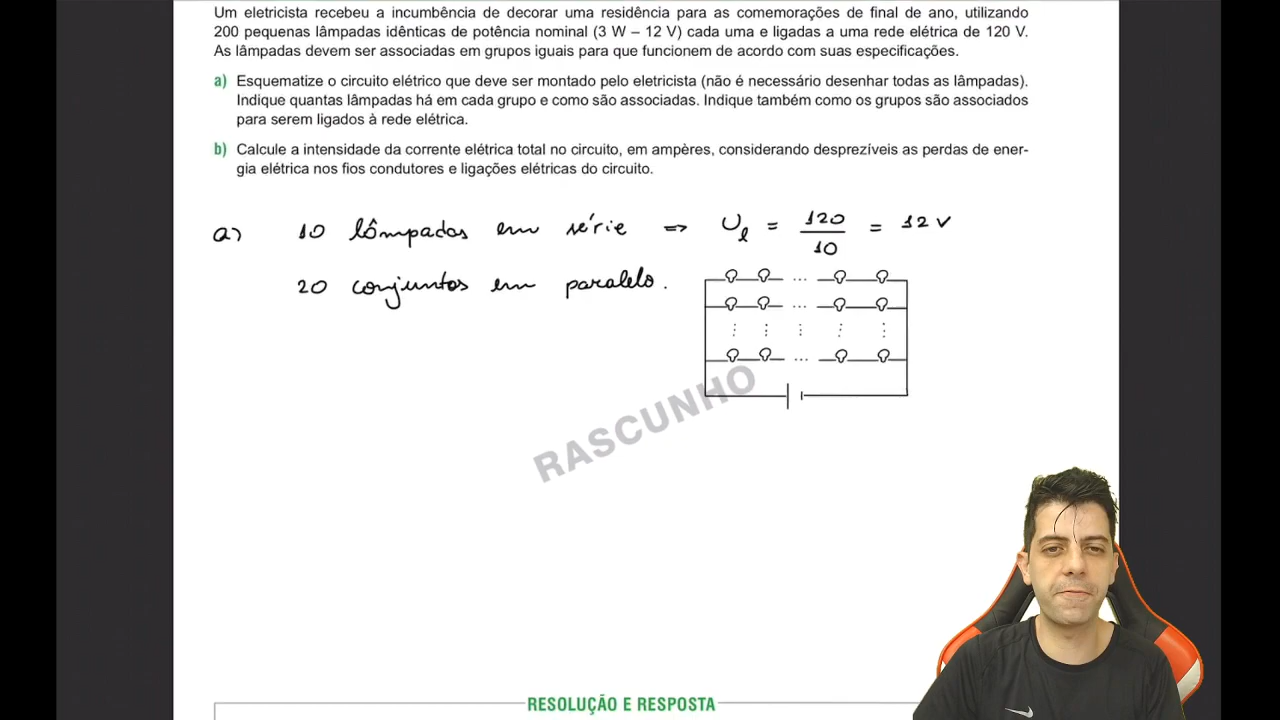 Um eletricista recebeu a incumbência de decorar uma residência para as comemorações de final de ano, utilizando
200 pequenas lâmpadas idênticas de potência nominal (3 W – 12 V) cada uma e ligadas a uma rede elétrica de 120 V.
As lâmpadas devem ser associadas em grupos iguais para que funcionem de acordo com suas especificações.
a) Esquematize o circuito elétrico que deve ser montado pelo eletricista (não é necessário desenhar todas as lâmpadas).
Indique quantas lâmpadas há em cada grupo e como são associadas. Indique também como os grupos são associados
para serem ligados à rede elétrica.
b) Calcule a intensidade da corrente elétrica total no circuito, em ampères, considerando desprezíveis as perdas de ener-
gia elétrica nos fios condutores e ligações elétricas do circuito.
a) 10 lâmpadas em série => U_l = 120/10 = 12 V
20 conjuntos em paralelo.
RASCUNHO
RESOLUÇÃO E RESPOSTA